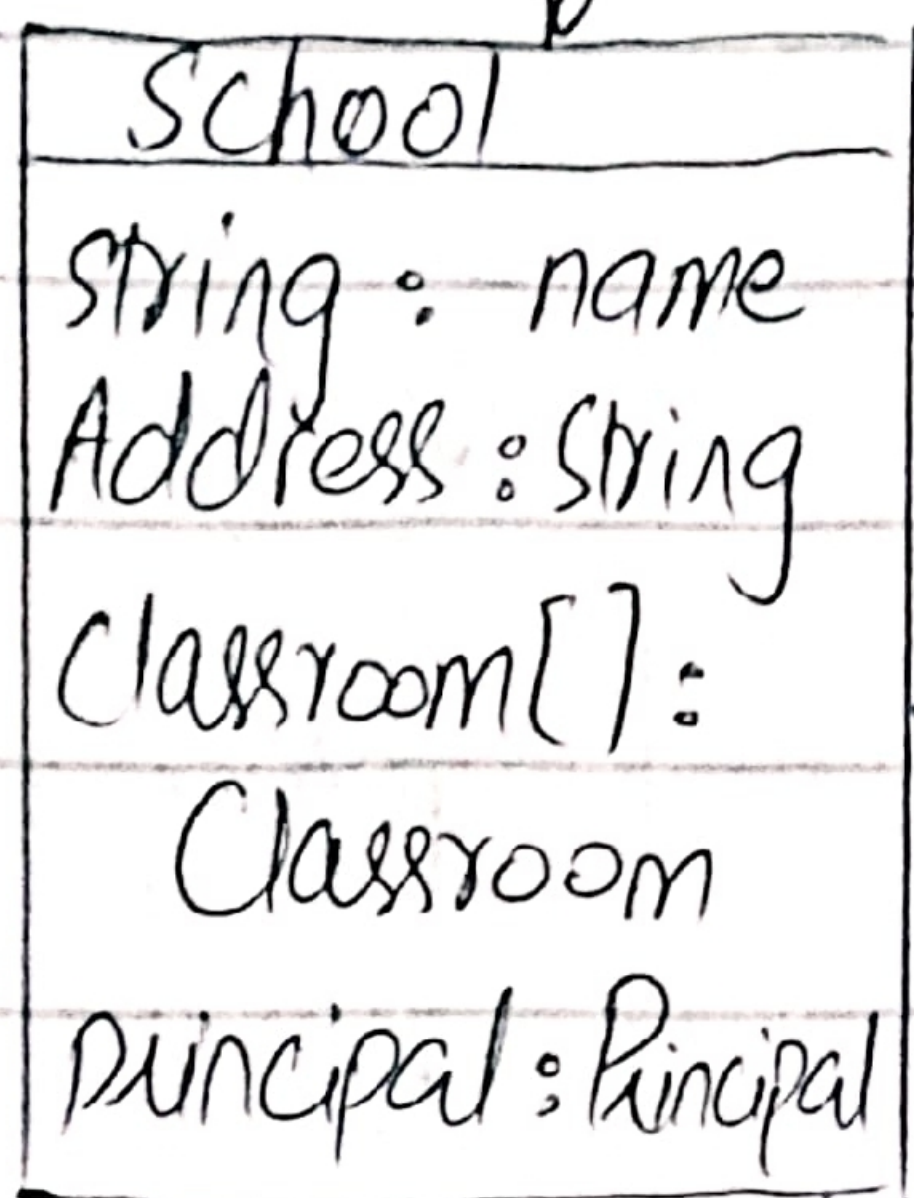 School
String : name
Address : String
Classroom[] :
Classroom
principal : Principal